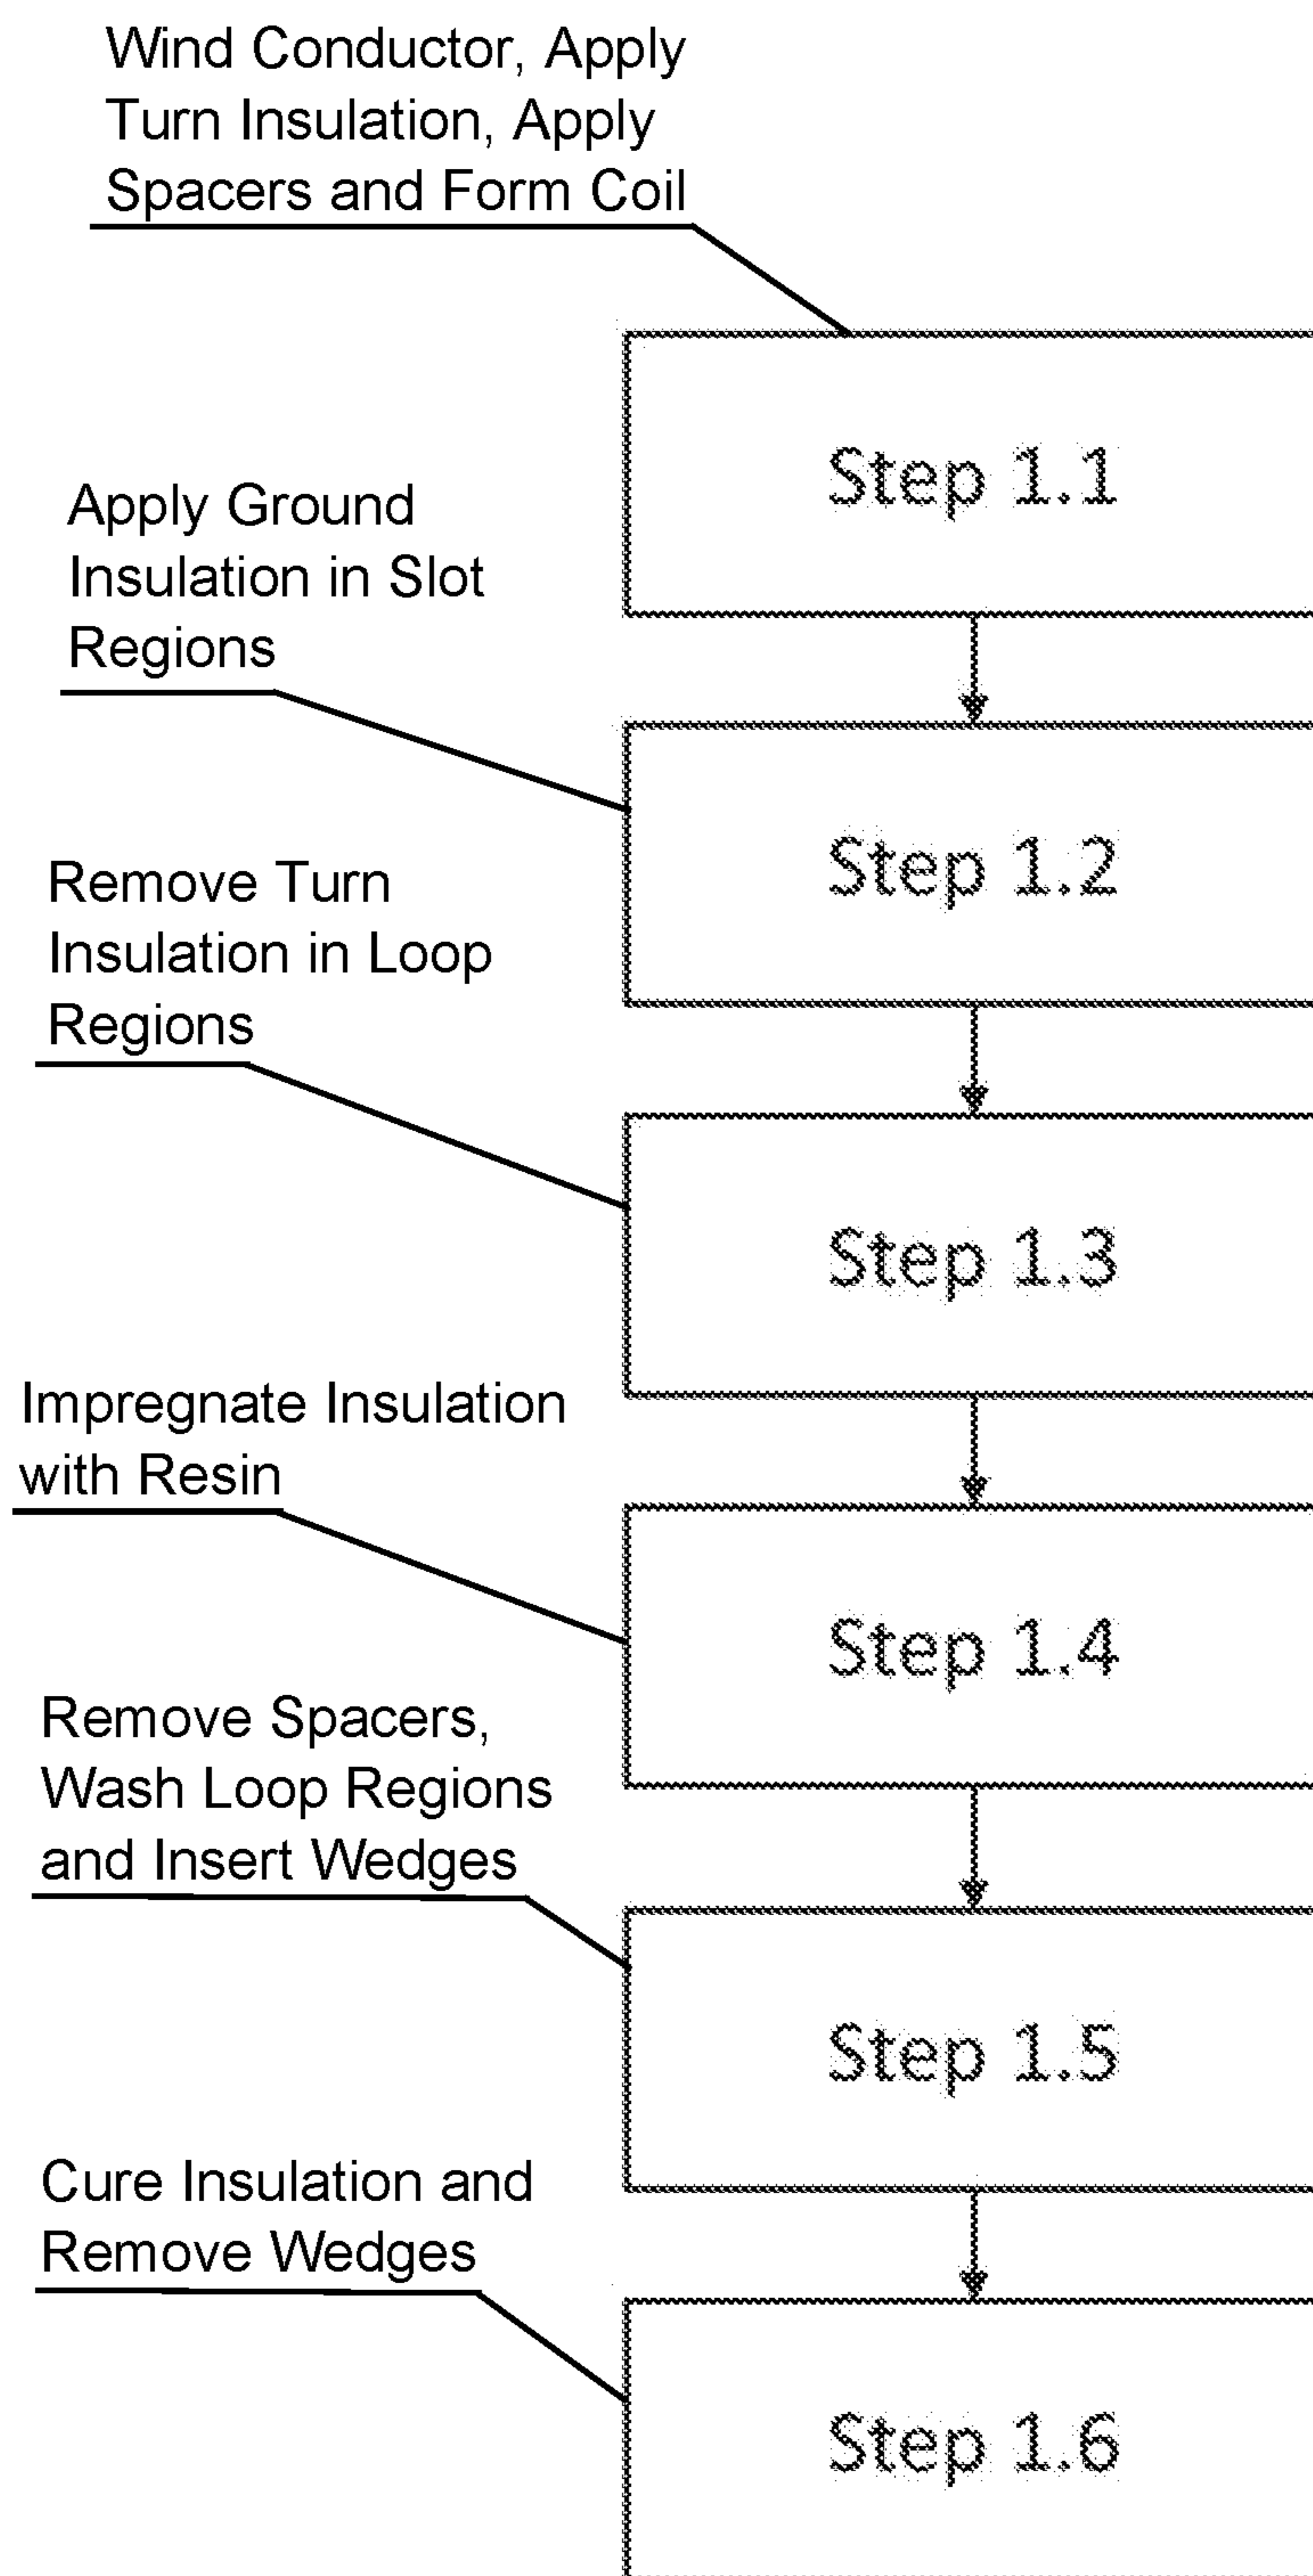 Wind Conductor, Apply
Turn Insulation, Apply
Spacers and Form Coil
Step 1.1
Apply Ground
Insulation in Slot
Regions
Step 1.2
Remove Turn
Insulation in Loop
Regions
Step 1.3
Impregnate Insulation
with Resin
Step 1.4
Remove Spacers,
Wash Loop Regions
and Insert Wedges
Step 1.5
Cure Insulation and
Remove Wedges
Step 1.6